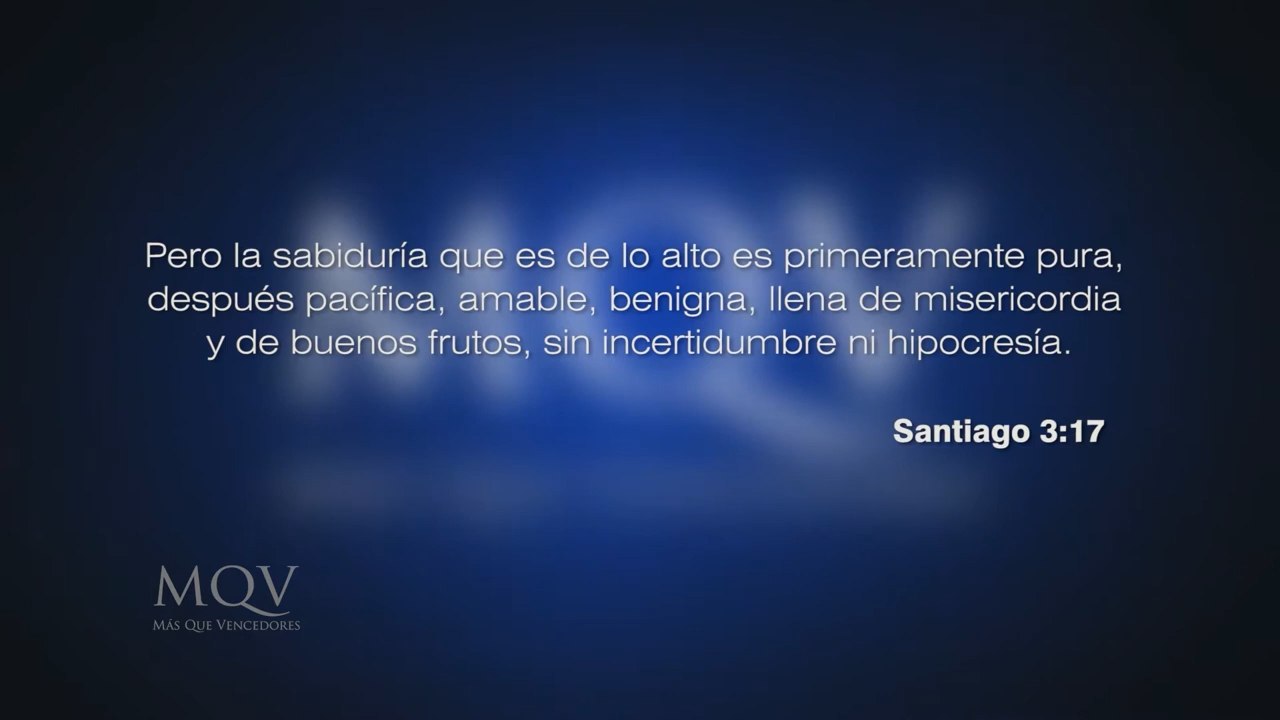 Pero la sabiduría que es de lo alto es primeramente pura,
después pacífica, amable, benigna, llena de misericordia
y de buenos frutos, sin incertidumbre ni hipocresía.
Santiago 3:17
MQV
Más Que Vencedores